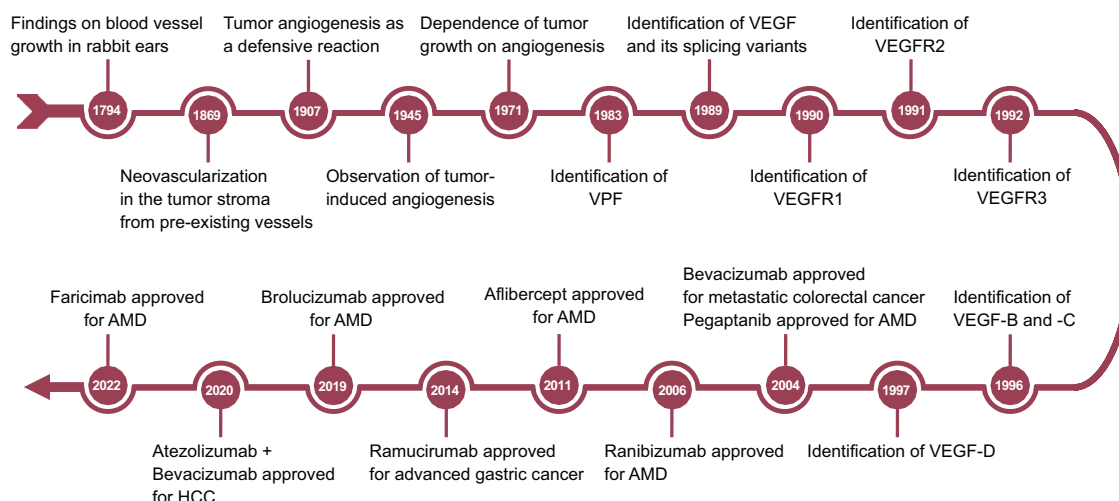 Findings on blood vessel
growth in rabbit ears
1794
1869
Neovascularization
in the tumor stroma
from pre-existing vessels
Tumor angiogenesis as
a defensive reaction
1907
1945
Observation of tumor-
induced angiogenesis
Dependence of tumor
growth on angiogenesis
1971
1983
Identification of
VPF
Identification of VEGF
and its splicing variants
1989
1990
Identification of
VEGFR1
Identification of
VEGFR2
1991
1992
Identification of
VEGFR3
Identification of
VEGF-B and -C
1996
1997
Identification of VEGF-D
Bevacizumab approved
for metastatic colorectal cancer
Pegaptanib approved for AMD
2004
2006
Ranibizumab approved
for AMD
Aflibercept approved
for AMD
2011
2014
Ramucirumab approved
for advanced gastric cancer
Brolucizumab approved
for AMD
2019
2020
Atezolizumab +
Bevacizumab approved
for HCC
Faricimab approved
for AMD
2022